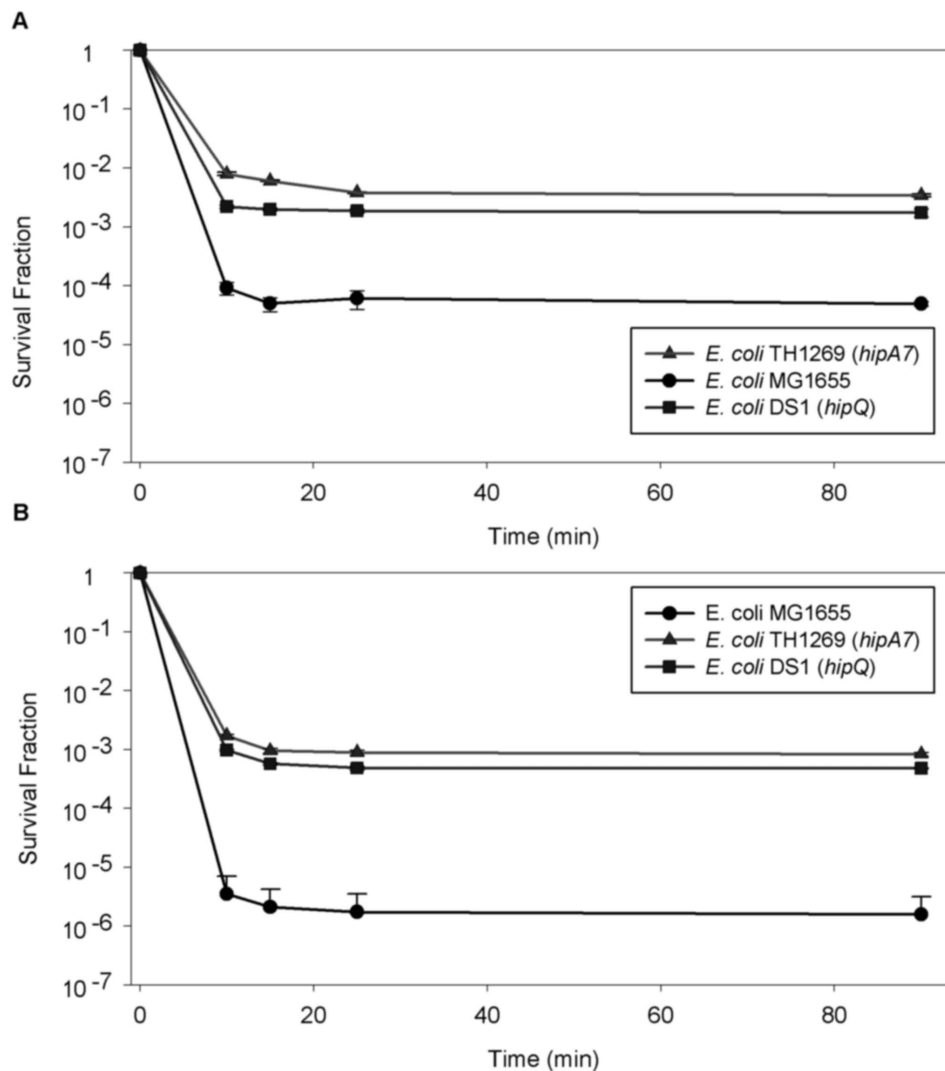 A
1
10-1
10-2
10-3
10-4
10-5
10-6
10-7
Survival Fraction
E. coli TH1269 (hipA7)
E. coli MG1655
E. coli DS1 (hipQ)
0 20 40 60 80
Time (min)
B
1
10-1
10-2
10-3
10-4
10-5
10-6
10-7
Survival Fraction
E. coli MG1655
E. coli TH1269 (hipA7)
E. coli DS1 (hipQ)
0 20 40 60 80
Time (min)